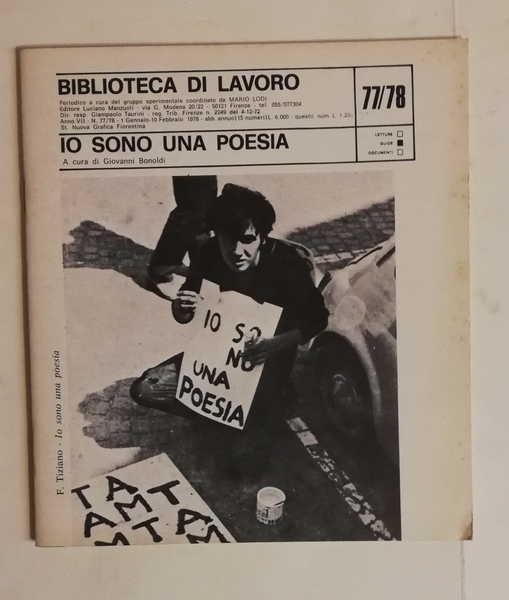 BIBLIOTECA DI LAVORO
Periodico a cura del gruppo sperimentale coordinato da MARIO LODI
Editore Luciano Manzuoli - via G. Modena 20/22 - 50121 Firenze - tel. 055/577304
Dir. resp. Giampaolo Taurini - reg. Trib. Firenze n. 2249 del 4-12-72
Anno VII - N. 77/78 - 1 Gennaio-10 Febbraio 1978 - abb. annuo (15 numeri) L. 6.000 - questo num. L. 1.20
St. Nuova Grafica Fiorentina
77/78
IO SONO UNA POESIA
A cura di Giovanni Bonoldi
LETTURE
GUIDE
DOCUMENTI
IO SO
NO
UNA
POESIA
F. Tiziano - Io sono una poesia
TAMT
AMTAM